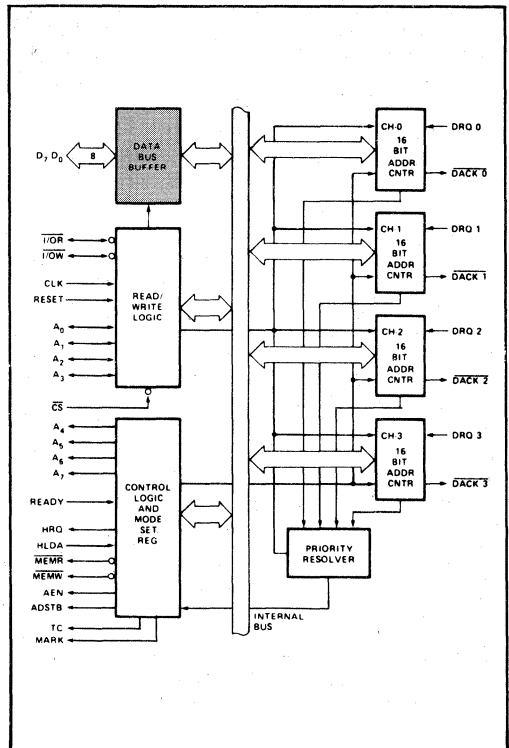 DATA
BUS
BUFFER
D₇ D₀
8
I/OR
I/OW
CLK
RESET
A₀
A₁
A₂
A₃
CS
READ/
WRITE
LOGIC
A₄
A₅
A₆
A₇
READY
HRQ
HLDA
MEMR
MEMW
AEN
ADSTB
TC
MARK
CONTROL
LOGIC
AND
MODE
SET
REG
INTERNAL
BUS
CH-0
16
BIT
ADDR
CNTR
DRQ 0
DACK 0
CH-1
16
BIT
ADDR
CNTR
DRQ 1
DACK 1
CH-2
16
BIT
ADDR
CNTR
DRQ 2
DACK 2
CH-3
16
BIT
ADDR
CNTR
DRQ 3
DACK 3
PRIORITY
RESOLVER